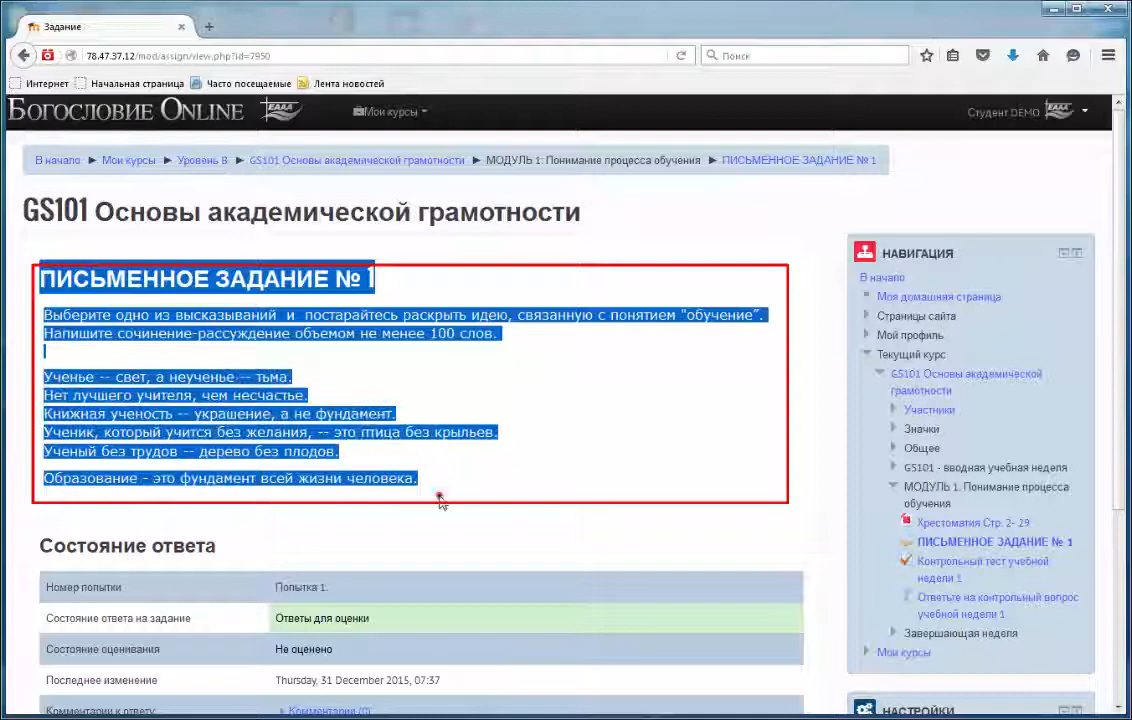 Задание
78.47.37.12/mod/assign/view.php?id=7950
Поиск
Интернет Начальная страница Часто посещаемые Лента новостей
БОГОСЛОВИЕ ONLINE ЕААА Мои курсы Студент DEMO ЕААА
В начало ► Мои курсы ► Уровень B ► GS101 Основы академической грамотности ► МОДУЛЬ 1: Понимание процесса обучения ► ПИСЬМЕННОЕ ЗАДАНИЕ № 1
GS101 Основы академической грамотности
ПИСЬМЕННОЕ ЗАДАНИЕ № 1
Выберите одно из высказываний и постарайтесь раскрыть идею, связанную с понятием "обучение".
Напишите сочинение-рассуждение объемом не менее 100 слов.
Ученье -- свет, а неученье -- тьма.
Нет лучшего учителя, чем несчастье.
Книжная ученость -- украшение, а не фундамент.
Ученик, который учится без желания, -- это птица без крыльев.
Ученый без трудов -- дерево без плодов.
Образование - это фундамент всей жизни человека.
Состояние ответа
Номер попытки Попытка 1.
Состояние ответа на задание Ответы для оценки
Состояние оценивания Не оценено
Последнее изменение Thursday, 31 December 2015, 07:37
Комментарии к ответу Комментарии (0)
НАВИГАЦИЯ
В начало
Моя домашняя страница
Страницы сайта
Мой профиль
Текущий курс
GS101 Основы академической
грамотности
Участники
Значки
Общее
GS101 - вводная учебная неделя
МОДУЛЬ 1: Понимание процесса
обучения
Хрестоматия Стр. 2- 29
ПИСЬМЕННОЕ ЗАДАНИЕ № 1
Контрольный тест учебной
недели 1
Ответьте на контрольный вопрос
учебной недели 1
Завершающая неделя
Мои курсы
НАСТРОЙКИ